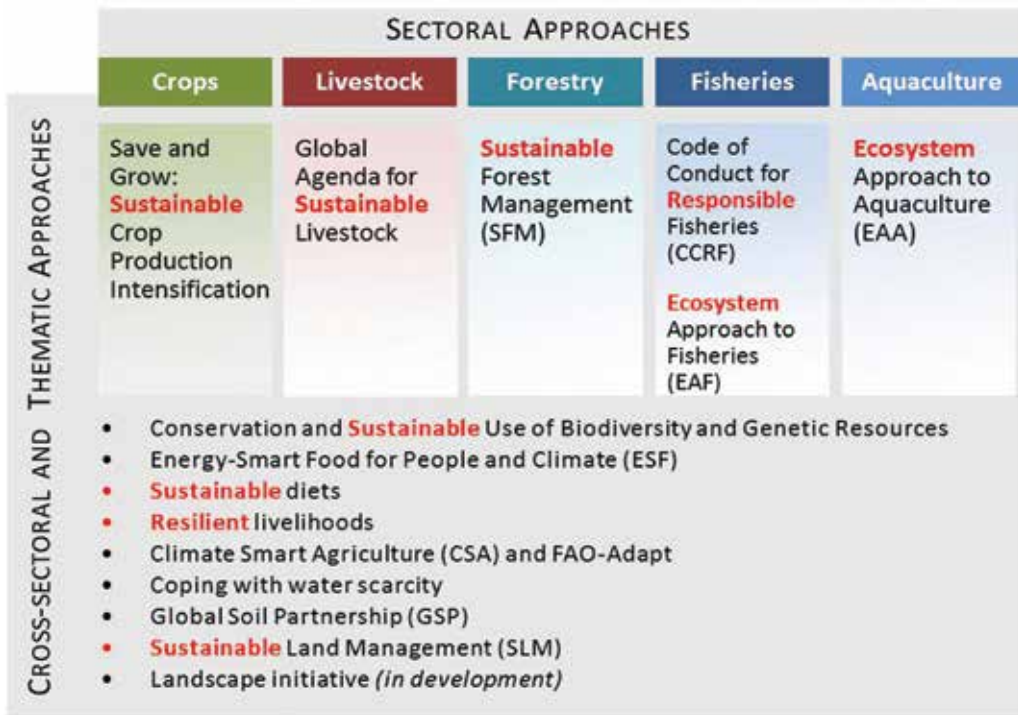 SECTORAL APPROACHES
Crops
Livestock
Forestry
Fisheries
Aquaculture
Save and
Grow:
Sustainable
Crop
Production
Intensification
Global
Agenda for
Sustainable
Livestock
Sustainable
Forest
Management
(SFM)
Code of
Conduct for
Responsible
Fisheries
(CCRF)
Ecosystem
Approach to
Fisheries
(EAF)
Ecosystem
Approach to
Aquaculture
(EAA)
CROSS-SECTORAL AND THEMATIC APPROACHES
• Conservation and Sustainable Use of Biodiversity and Genetic Resources
• Energy-Smart Food for People and Climate (ESF)
• Sustainable diets
• Resilient livelihoods
• Climate Smart Agriculture (CSA) and FAO-Adapt
• Coping with water scarcity
• Global Soil Partnership (GSP)
• Sustainable Land Management (SLM)
• Landscape initiative (in development)